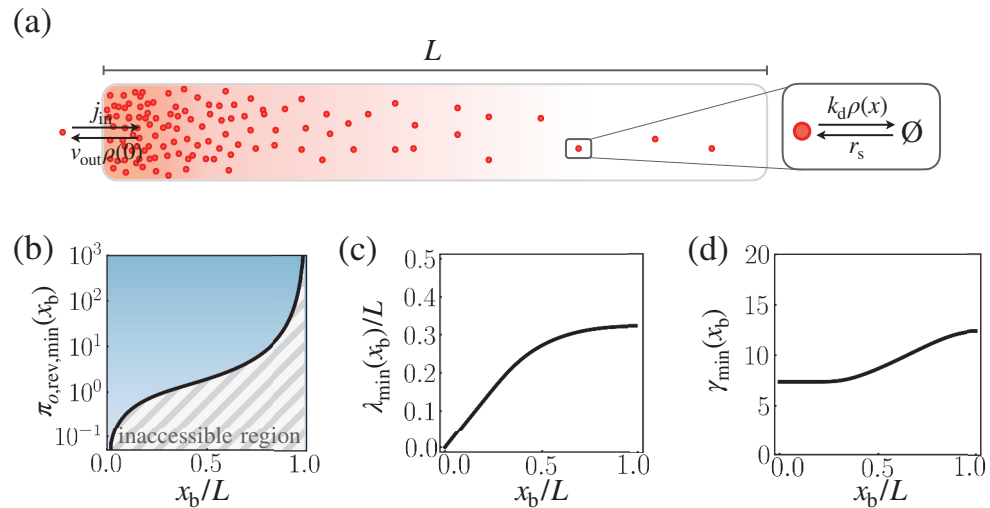 (a)
L
j_in
v_outρ(0)
k_dρ(x)
r_s
Ø
(b)
π_{o,rev,min}(x_b)
10^3
10^2
10^1
10^0
10^{-1}
inaccessible region
0.0
0.5
1.0
x_b/L
(c)
λ_min(x_b)/L
0.5
0.4
0.3
0.2
0.1
0.0
0.0
0.5
1.0
x_b/L
(d)
γ_min(x_b)
20
15
10
5
0
0.0
0.5
1.0
x_b/L